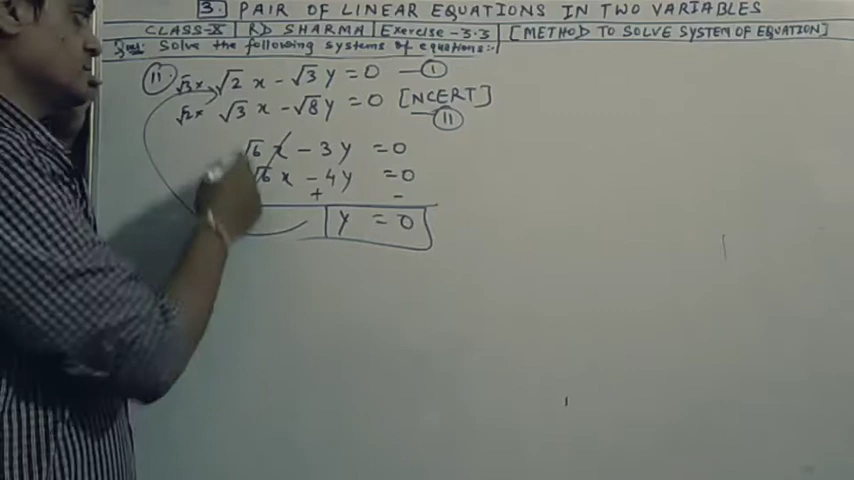 3. PAIR OF LINEAR EQUATIONS IN TWO VARIABLES
CLASS-X | RD SHARMA | Exercise-3.3 | [METHOD TO SOLVE SYSTEM OF EQUATION]
Solve the following systems of equations:-
(11) √3× √2 x - √3 y = 0 —(1)
√2× √3 x - √8 y = 0 [NCERT] —(11)
√6 x - 3y = 0
√6 x - 4y = 0
+ -
y = 0